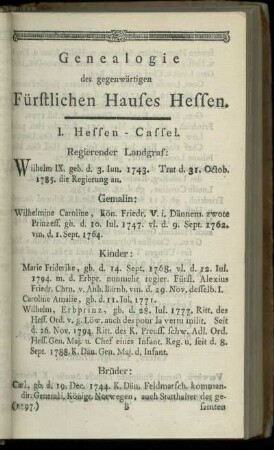 Genealogie
des gegenwärtigen
Fürstlichen Hauses Hessen.
I. Hessen - Cassel.
Regierender Landgraf:
Wilhelm IX. geb. d. 3. Jun. 1743. Trat d. 31. Octob.
1785. die Regierung an.
Gemalin:
Wilhelmine Caroline, Kön. Friedr. V. i. Dännem. zwote
Prinzess, gb. d. 10. Jul. 1747. vl. d. 9. Sept. 1762.
vm. d. 1. Sept. 1764.
Kinder:
Marie Friderike, gb. d. 14. Sept. 1768. vl. d. 12. Jul.
1794. m. d. Erbpr. nunmehr regier. Fürst. Alexius
Friedr. Chrn. v. Anh. Bärnb. vm. d. 29. Nov. desselb. J.
Caroline Amalie, gb d. 11. Jul. 1771.
Wilhelm, Erbprinz, gb. d. 28. Jul. 1777. Ritt. des
Hess. Ord. v. g. Löw. auch des pour la vertu milit. Seit
d. 26. Nov. 1794. Ritt. des K. Preuss. schw. Adl. Ord.
Hess. Gen. Maj. u. Chef eines Infant. Reg. u. seit d. 8.
Sept. 1788. K. Dän. Gen. Maj. d. Infant.
Brüder:
Carl, gb d. 19. Dec. 1744. K. Dän. Feldmarsch. komman-
dir. General i. Königr. Norwegen, auch Statthalter des ge-
(1797.) B samten